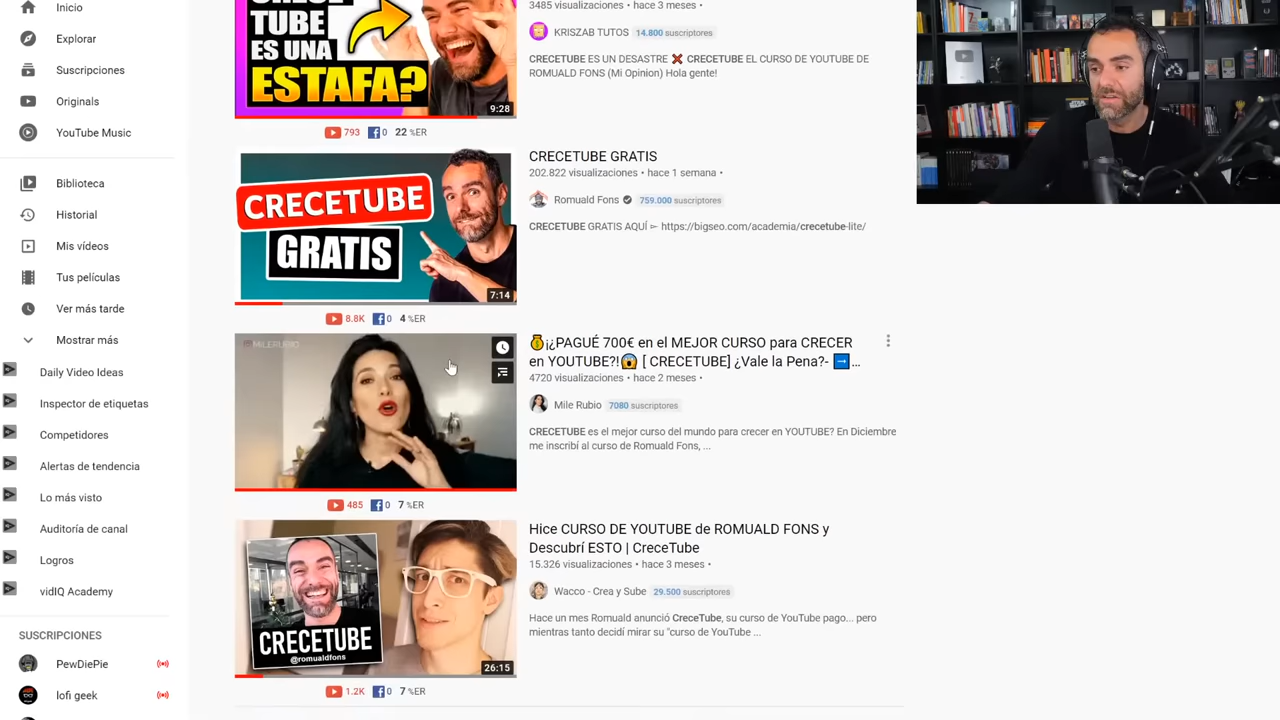 Inicio
Explorar
Suscripciones
Originals
YouTube Music
Biblioteca
Historial
Mis vídeos
Tus películas
Ver más tarde
Mostrar más
Daily Video Ideas
Inspector de etiquetas
Competidores
Alertas de tendencia
Lo más visto
Auditoría de canal
Logros
vidIQ Academy
SUSCRIPCIONES
PewDiePie
lofi geek
TUBE
ES UNA
ESTAFA?
9:28
793 0 22 %ER
3485 visualizaciones • hace 3 meses •
KRISZAB TUTOS 14.800 suscriptores
CRECETUBE ES UN DESASTRE ❌ CRECETUBE EL CURSO DE YOUTUBE DE
ROMUALD FONS (Mi Opinion) Hola gente!
CRECETUBE
GRATIS
7:14
8.8K 0 4 %ER
CRECETUBE GRATIS
202.822 visualizaciones • hace 1 semana •
Romuald Fons 759.000 suscriptores
CRECETUBE GRATIS AQUÍ ➳ https://bigseo.com/academia/crecetube-lite/
MILERUBIO
485 0 7 %ER
💰¡¿PAGUÉ 700€ en el MEJOR CURSO para CRECER
en YOUTUBE?!😱 [ CRECETUBE] ¿Vale la Pena?- ➡️...
4720 visualizaciones • hace 2 meses •
Mile Rubio 7080 suscriptores
CRECETUBE es el mejor curso del mundo para crecer en YOUTUBE? En Diciembre
me inscribí al curso de Romuald Fons, ...
CRECETUBE
@romualdfons
26:15
1.2K 0 7 %ER
Hice CURSO DE YOUTUBE de ROMUALD FONS y
Descubrí ESTO | CreceTube
15.326 visualizaciones • hace 3 meses •
Wacco - Crea y Sube 29.500 suscriptores
Hace un mes Romuald anunció CreceTube, su curso de YouTube pago... pero
mientras tanto decidí mirar su "curso de YouTube ...